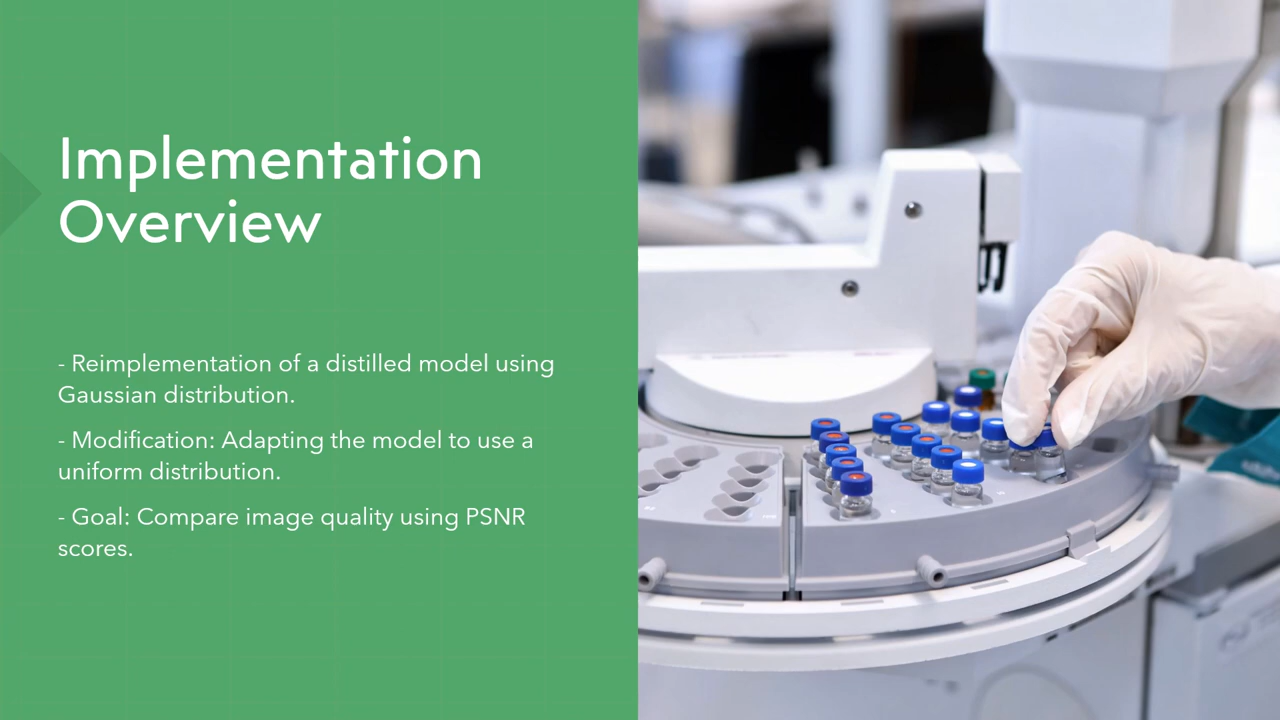 Implementation
Overview
- Reimplementation of a distilled model using
Gaussian distribution.
- Modification: Adapting the model to use a
uniform distribution.
- Goal: Compare image quality using PSNR
scores.